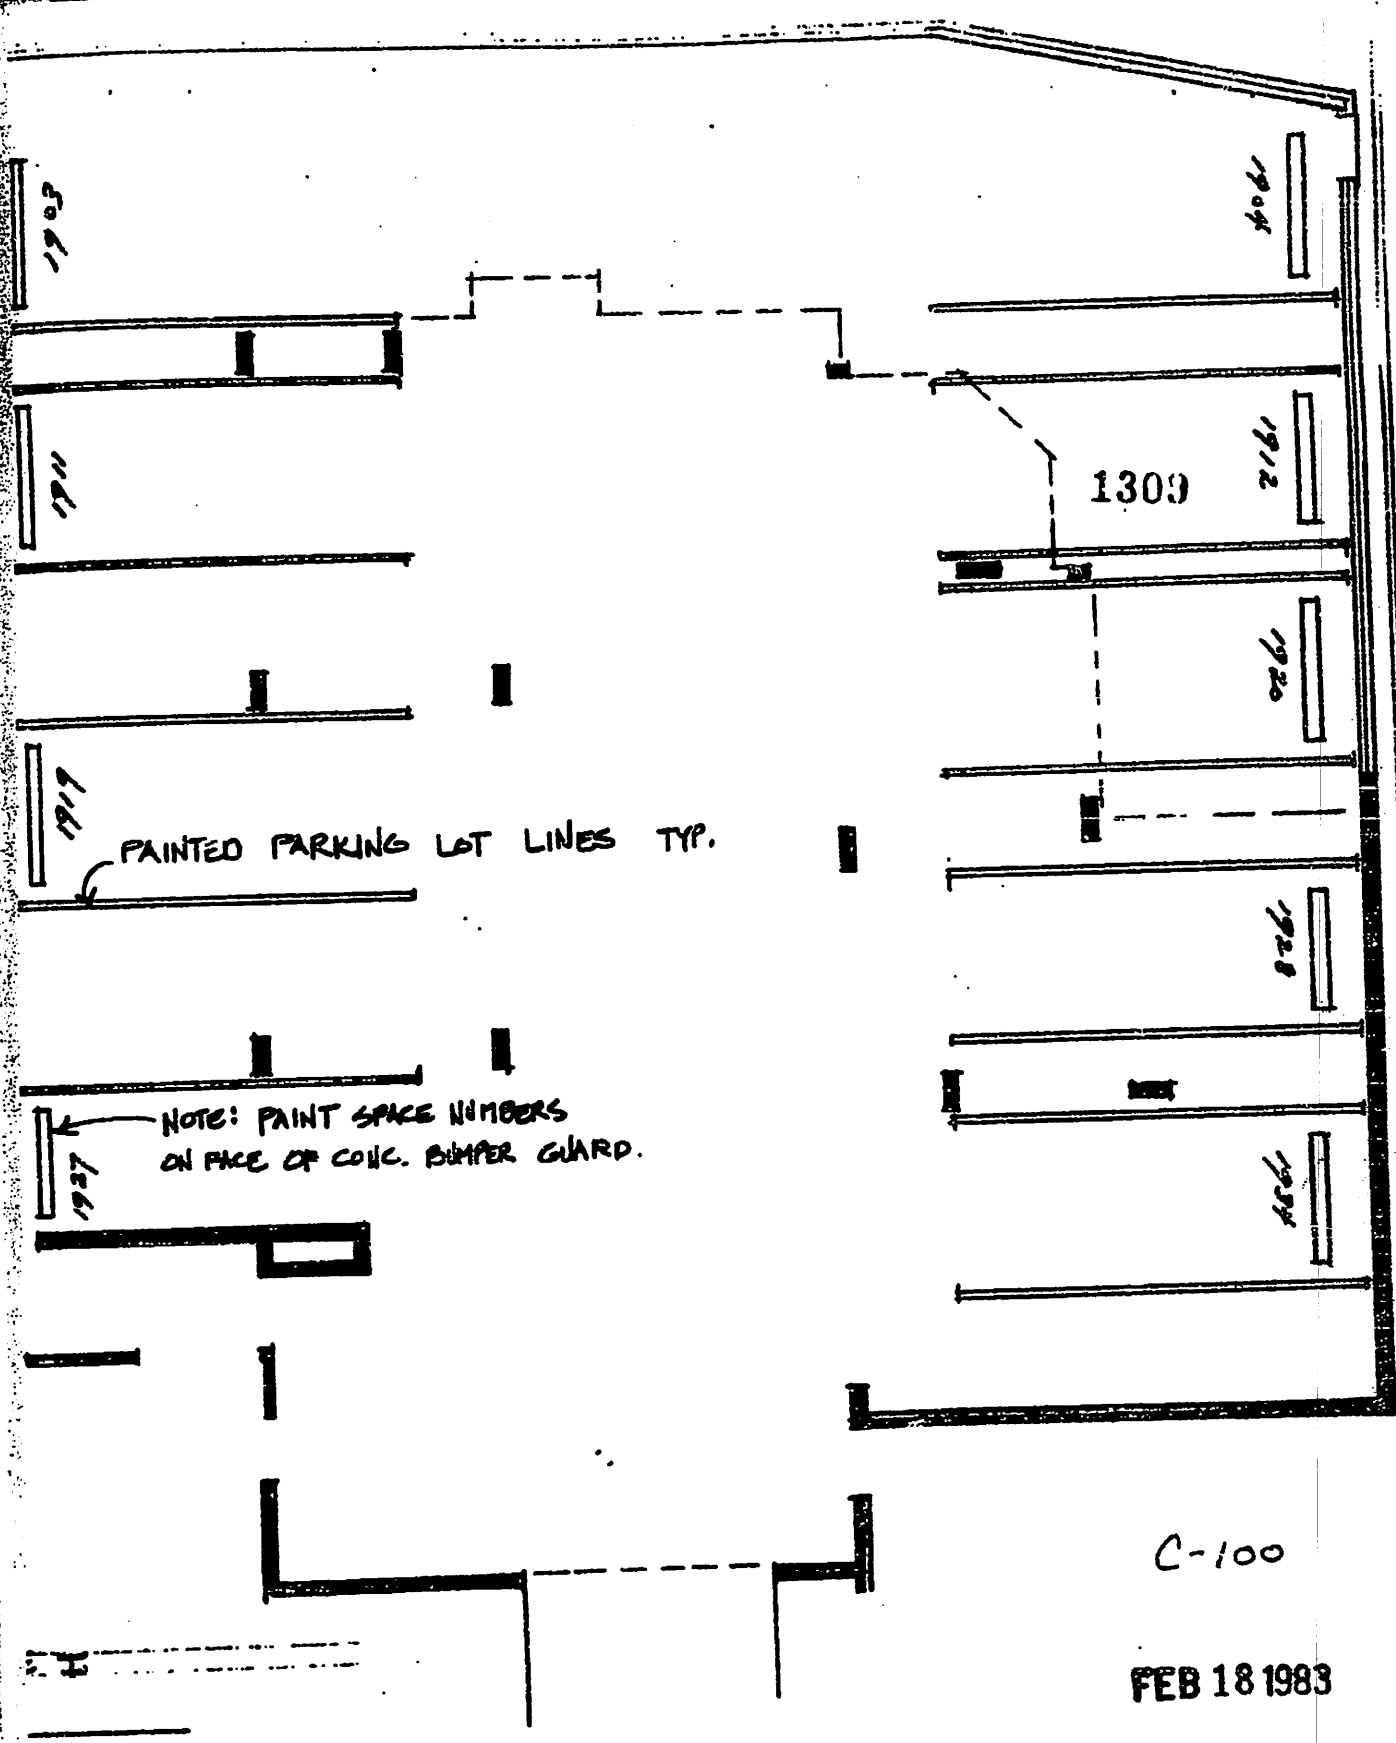 1903
1904
1911
1912
1309
1920
1919
PAINTED PARKING LOT LINES TYP.
1928
NOTE: PAINT SPACE NUMBERS
ON FACE OF CONC. BUMPER GUARD.
1927
1934
C-100
FEB 18 1983